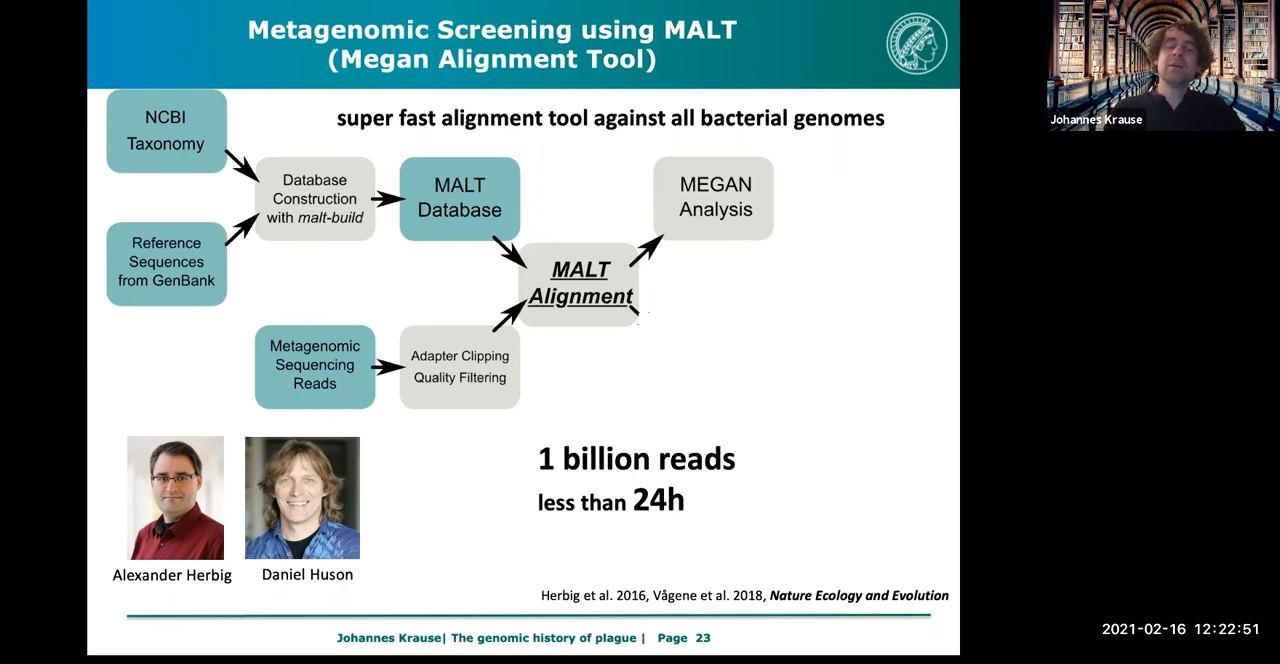 Metagenomic Screening using MALT
(Megan Alignment Tool)
super fast alignment tool against all bacterial genomes
NCBI
Taxonomy
Reference
Sequences
from GenBank
Database
Construction
with malt-build
MALT
Database
MEGAN
Analysis
MALT
Alignment
Metagenomic
Sequencing
Reads
Adapter Clipping
Quality Filtering
1 billion reads
less than 24h
Alexander Herbig
Daniel Huson
Herbig et al. 2016, Vågene et al. 2018, Nature Ecology and Evolution
Johannes Krause| The genomic history of plague | Page 23
Johannes Krause
2021-02-16 12:22:51